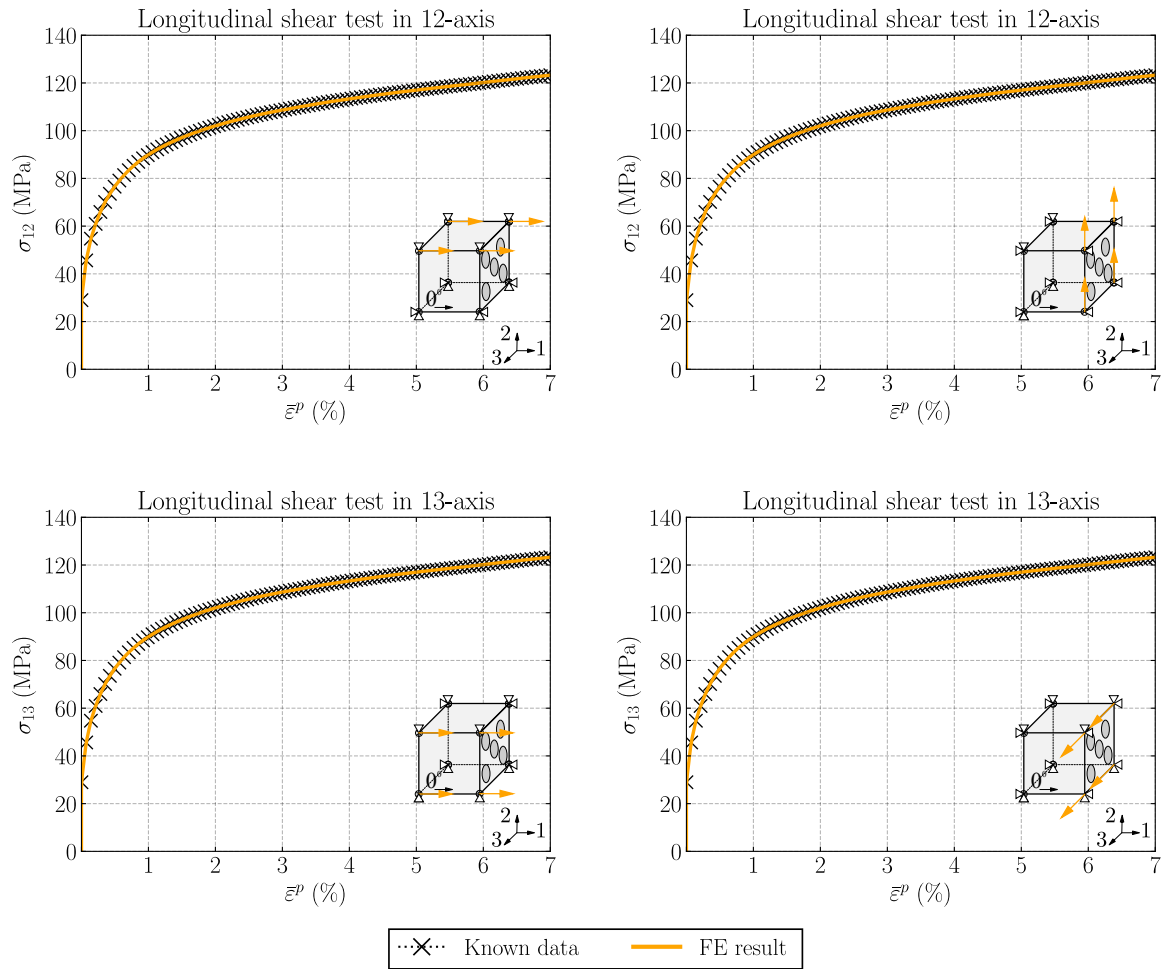 Longitudinal shear test in 12-axis
140
120
100
80
60
40
20
0
σ12 (MPa)
0°
2
3
1
1 2 3 4 5 6 7
ε̄^p (%)
Longitudinal shear test in 12-axis
140
120
100
80
60
40
20
0
σ12 (MPa)
0°
2
3
1
1 2 3 4 5 6 7
ε̄^p (%)
Longitudinal shear test in 13-axis
140
120
100
80
60
40
20
0
σ13 (MPa)
0°
2
3
1
1 2 3 4 5 6 7
ε̄^p (%)
Longitudinal shear test in 13-axis
140
120
100
80
60
40
20
0
σ13 (MPa)
0°
2
3
1
1 2 3 4 5 6 7
ε̄^p (%)
Known data
FE result